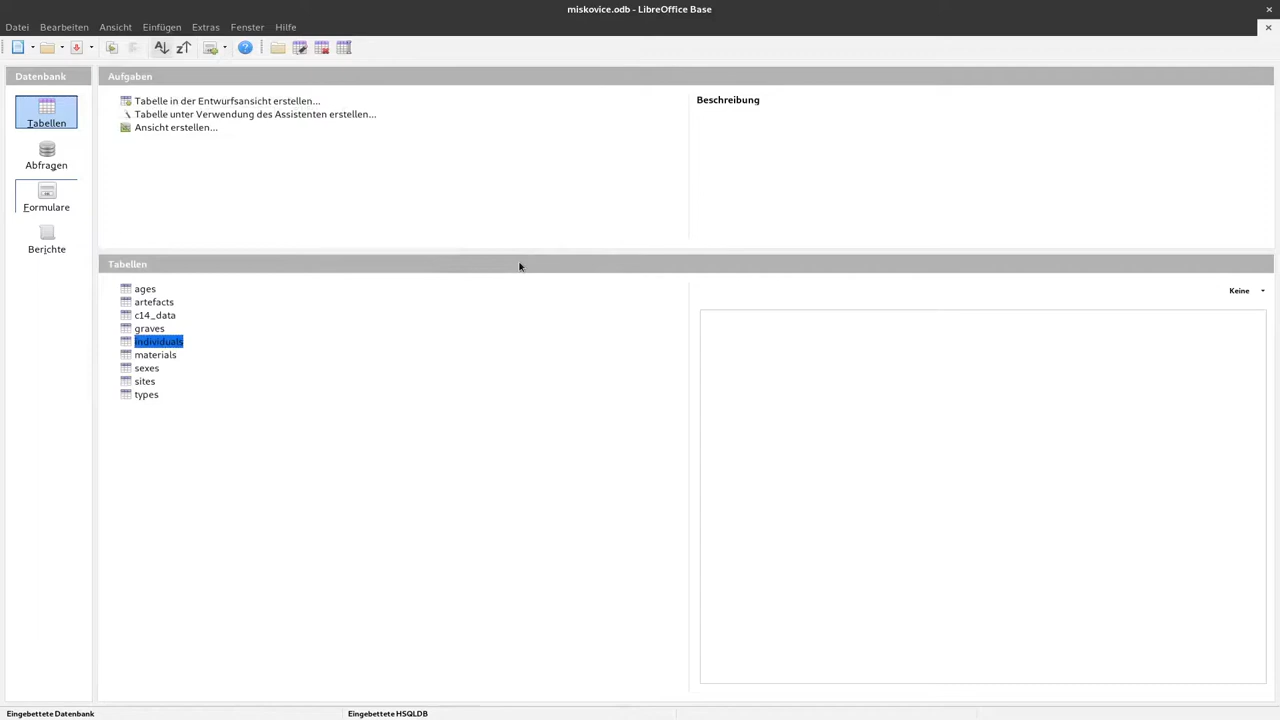 miskovice.odb - LibreOffice Base
Datei Bearbeiten Ansicht Einfügen Extras Fenster Hilfe
Datenbank
Tabellen
Abfragen
Formulare
Berichte
Aufgaben
Tabelle in der Entwurfsansicht erstellen...
Tabelle unter Verwendung des Assistenten erstellen...
Ansicht erstellen...
Beschreibung
Tabellen
ages
artefacts
c14_data
graves
individuals
materials
sexes
sites
types
Keine
Eingebettete Datenbank
Eingebettete HSQLDB